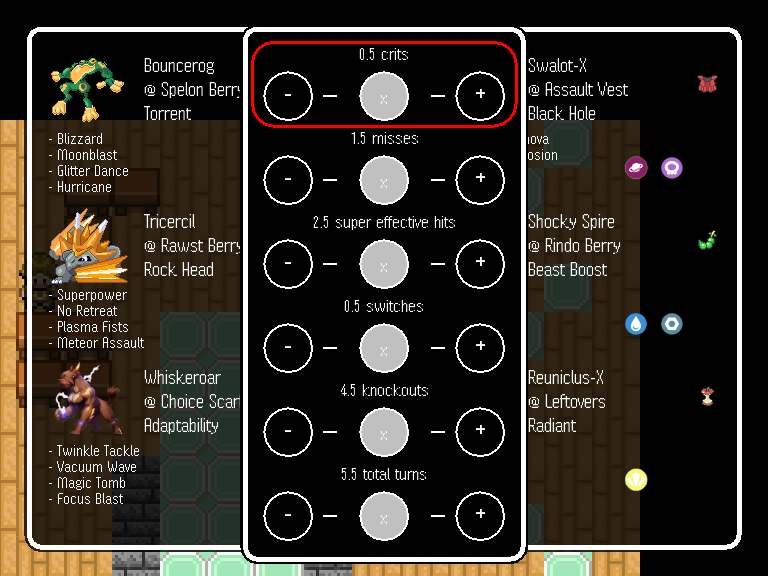 Bouncerog
@ Spelon Berry
Torrent
- Blizzard
- Moonblast
- Glitter Dance
- Hurricane
Tricercil
@ Rawst Berry
Rock Head
- Superpower
- No Retreat
- Plasma Fists
- Meteor Assault
Whiskeroar
@ Choice Scarf
Adaptability
- Twinkle Tackle
- Vacuum Wave
- Magic Tomb
- Focus Blast
0.5 crits
- x +
1.5 misses
- x +
2.5 super effective hits
- x +
0.5 switches
- x +
4.5 knockouts
- x +
5.5 total turns
- x +
Swalot-X
@ Assault Vest
Black Hole
nova
osion
Shocky Spire
@ Rindo Berry
Beast Boost
Reuniclus-X
@ Leftovers
Radiant